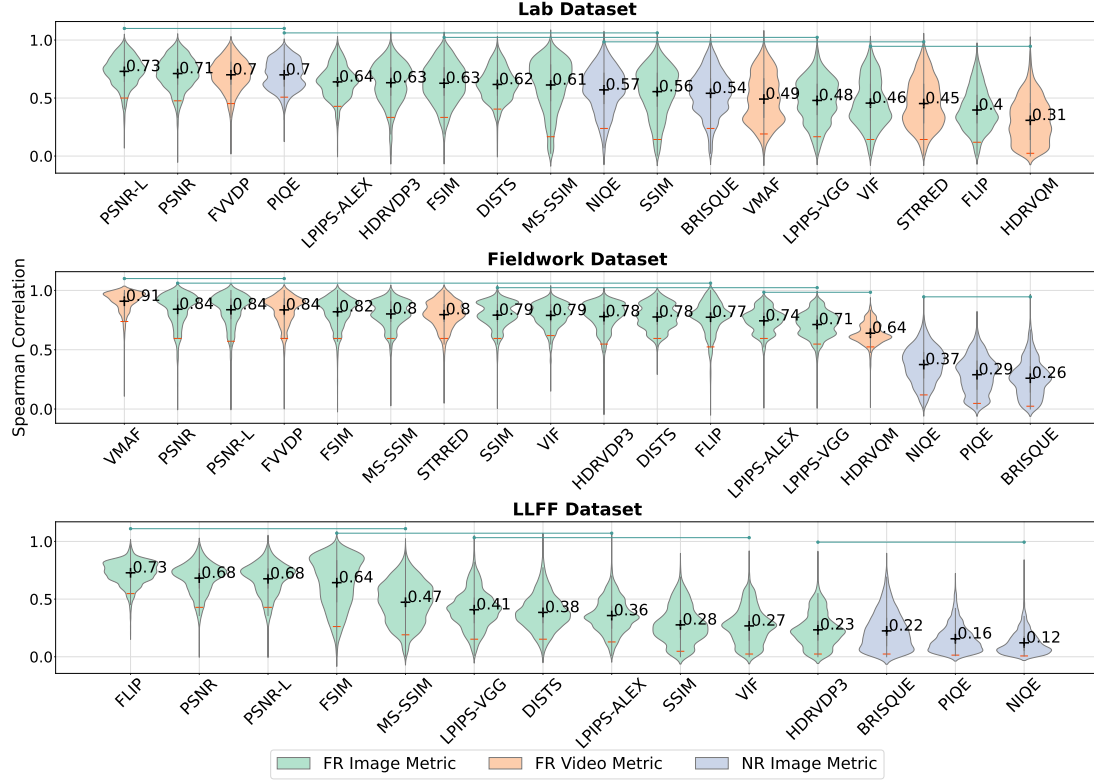 Lab Dataset
1.0
0.5
0.0
0.73
0.71
0.7
0.7
0.64
0.63
0.63
0.62
0.61
0.57
0.56
0.54
0.49
0.48
0.46
0.45
0.4
0.31
PSNR-L
PSNR
FVVDP
PIQE
LPIPS-ALEX
HDRVDP3
FSIM
DISTS
MS-SSIM
NIQE
SSIM
BRISQUE
VMAF
LPIPS-VGG
VIF
STRRED
FLIP
HDRVQM
Spearman Correlation
Fieldwork Dataset
1.0
0.5
0.0
0.91
0.84
0.84
0.84
0.82
0.8
0.8
0.79
0.79
0.78
0.78
0.77
0.74
0.71
0.64
0.37
0.29
0.26
VMAF
PSNR
PSNR-L
FVVDP
FSIM
MS-SSIM
STRRED
SSIM
VIF
HDRVDP3
DISTS
FLIP
LPIPS-ALEX
LPIPS-VGG
HDRVQM
NIQE
PIQE
BRISQUE
LLFF Dataset
1.0
0.5
0.0
0.73
0.68
0.68
0.64
0.47
0.41
0.38
0.36
0.28
0.27
0.23
0.22
0.16
0.12
FLIP
PSNR
PSNR-L
FSIM
MS-SSIM
LPIPS-VGG
DISTS
LPIPS-ALEX
SSIM
VIF
HDRVDP3
BRISQUE
PIQE
NIQE
FR Image Metric
FR Video Metric
NR Image Metric